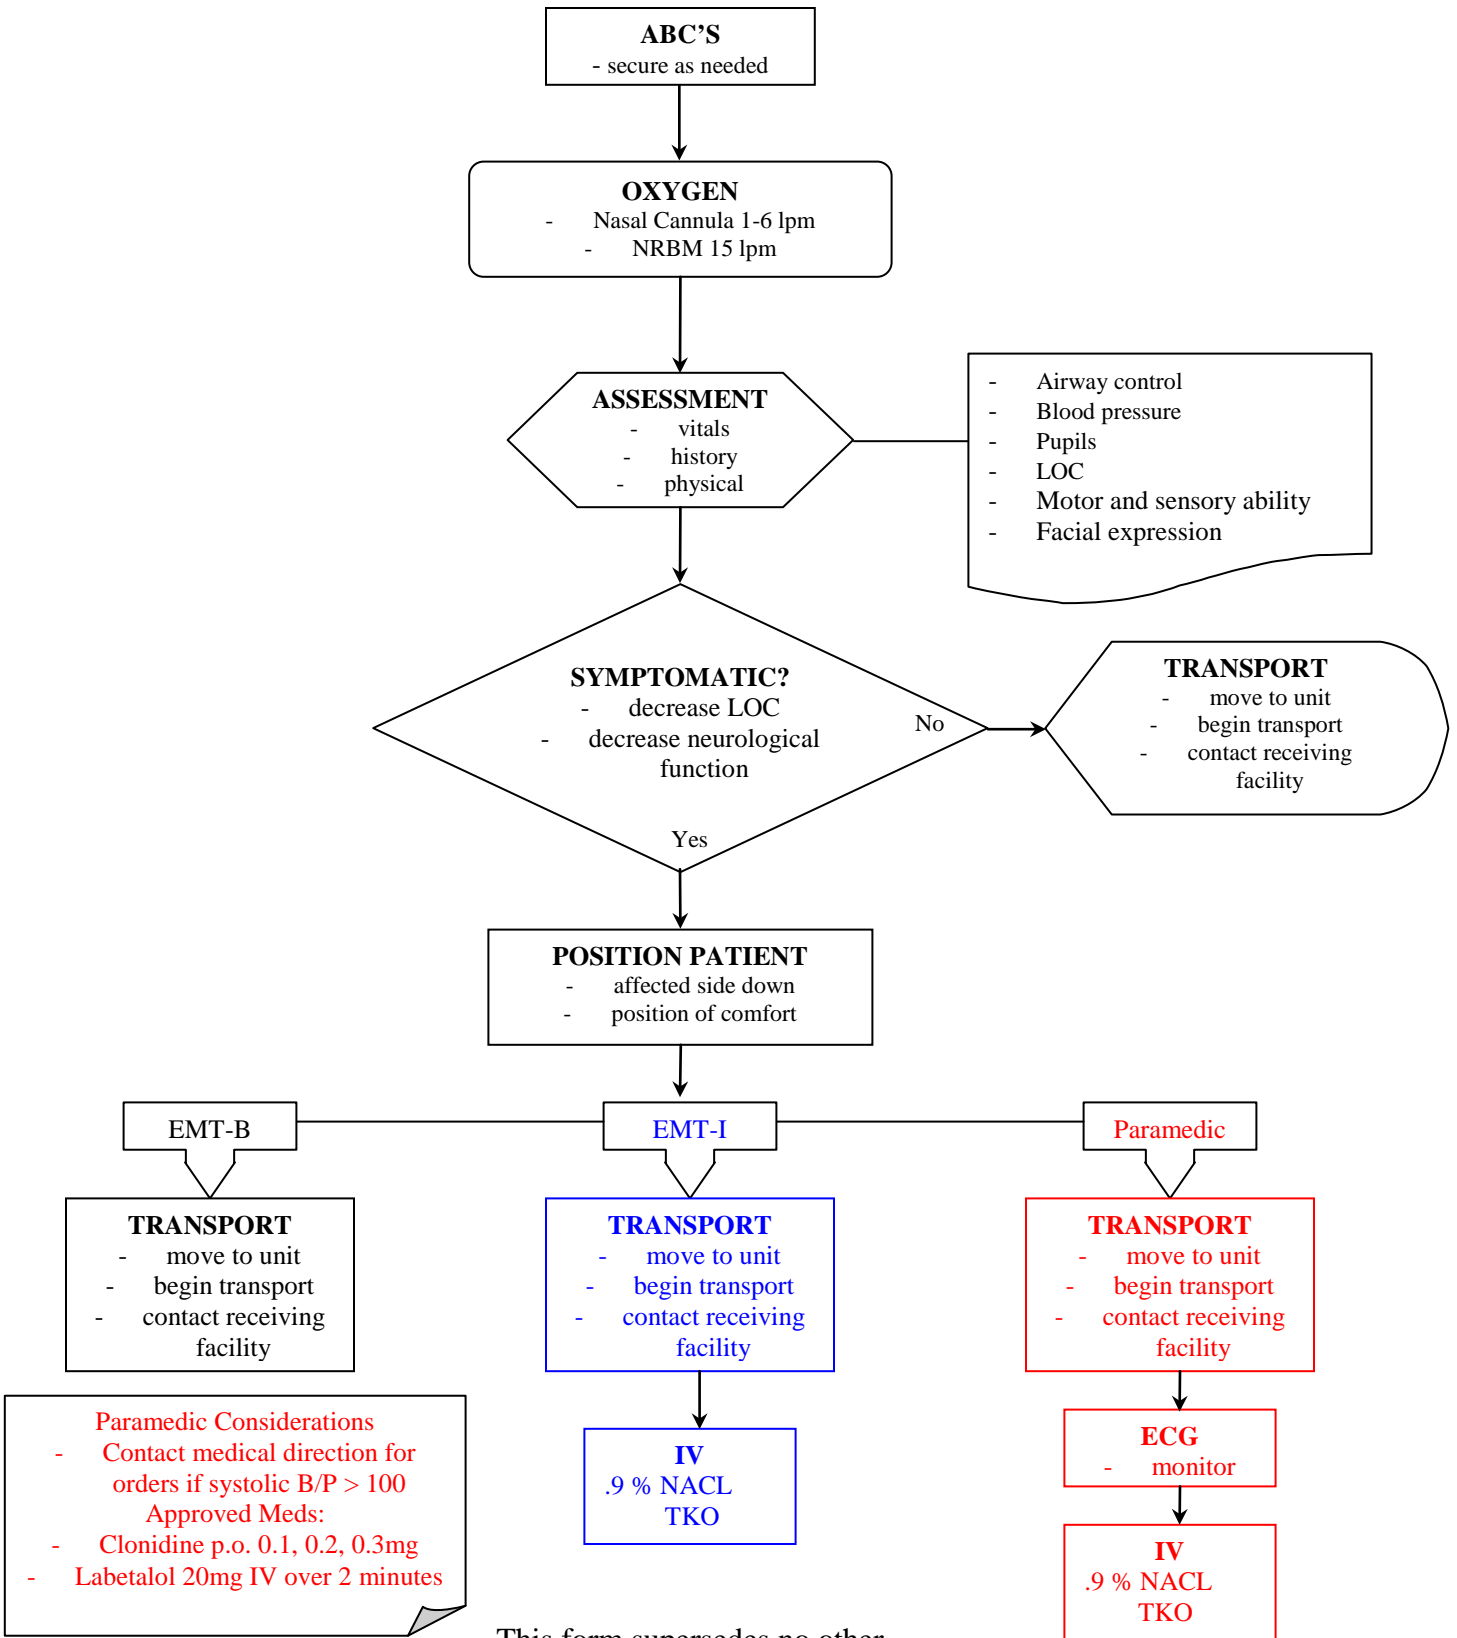 ABC'S
- secure as needed
OXYGEN
- Nasal Cannula 1-6 lpm
- NRBM 15 lpm
ASSESSMENT
- vitals
- history
- physical
- Airway control
- Blood pressure
- Pupils
- LOC
- Motor and sensory ability
- Facial expression
SYMPTOMATIC?
- decrease LOC
- decrease neurological
function
No
Yes
TRANSPORT
- move to unit
- begin transport
- contact receiving
facility
POSITION PATIENT
- affected side down
- position of comfort
EMT-B
EMT-I
Paramedic
TRANSPORT
- move to unit
- begin transport
- contact receiving
facility
TRANSPORT
- move to unit
- begin transport
- contact receiving
facility
TRANSPORT
- move to unit
- begin transport
- contact receiving
facility
Paramedic Considerations
- Contact medical direction for
orders if systolic B/P > 100
Approved Meds:
- Clonidine p.o. 0.1, 0.2, 0.3mg
- Labetalol 20mg IV over 2 minutes
IV
.9 % NACL
TKO
ECG
- monitor
IV
.9 % NACL
TKO
This form supersedes no other